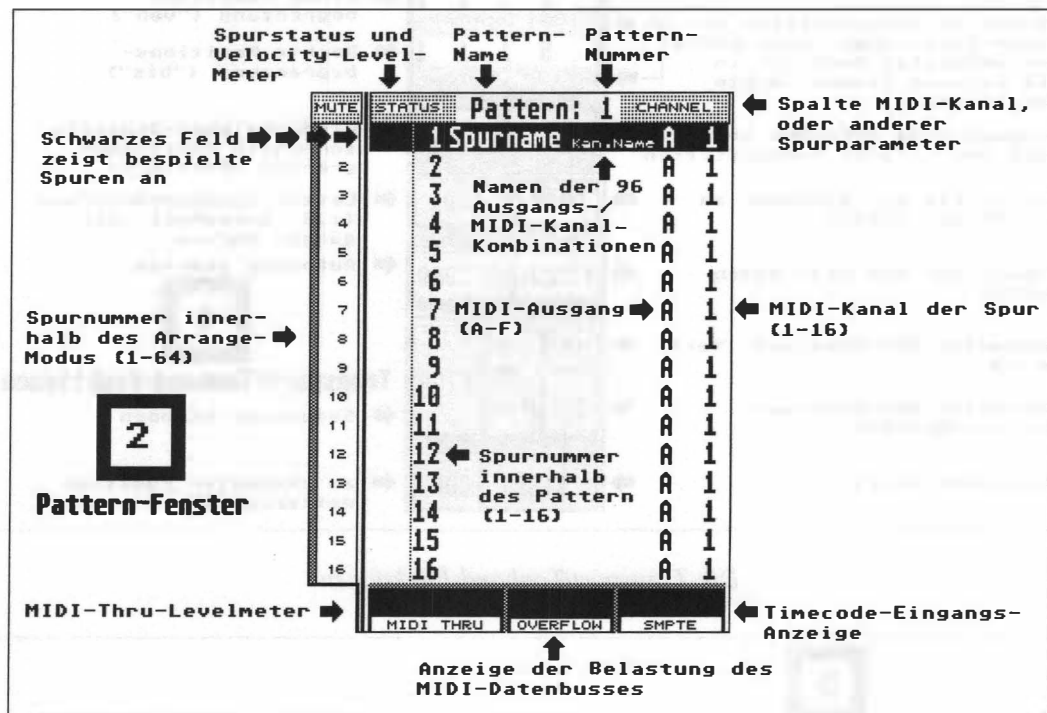 Spurstatus und
Velocity-Level-
Meter
Pattern-
Name
Pattern-
Nummer
MUTE STATUS Pattern: 1 CHANNEL
Spalte MIDI-Kanal,
oder anderer
Spurparameter
Schwarzes Feld
zeigt bespielte
Spuren an
1 Spurname Kan.Name A 1
2 2 A 1
3 3 A 1
4 4 A 1
5 5 A 1
6 6 A 1
7 7 A 1
8 8 A 1
9 9 A 1
10 10 A 1
11 11 A 1
12 12 A 1
13 13 A 1
14 14 A 1
15 15 A 1
16 16 A 1
Namen der 96
Ausgangs-/
MIDI-Kanal-
Kombinationen
MIDI-Ausgang
(A-F)
MIDI-Kanal der Spur
(1-16)
Spurnummer inner-
halb des Arrange-
Modus (1-64)
2
Pattern-Fenster
Spurnummer
innerhalb
des Pattern
(1-16)
MIDI-Thru-Levelmeter
MIDI THRU OVERFLOW SMPTE
Timecode-Eingangs-
Anzeige
Anzeige der Belastung des
MIDI-Datenbusses